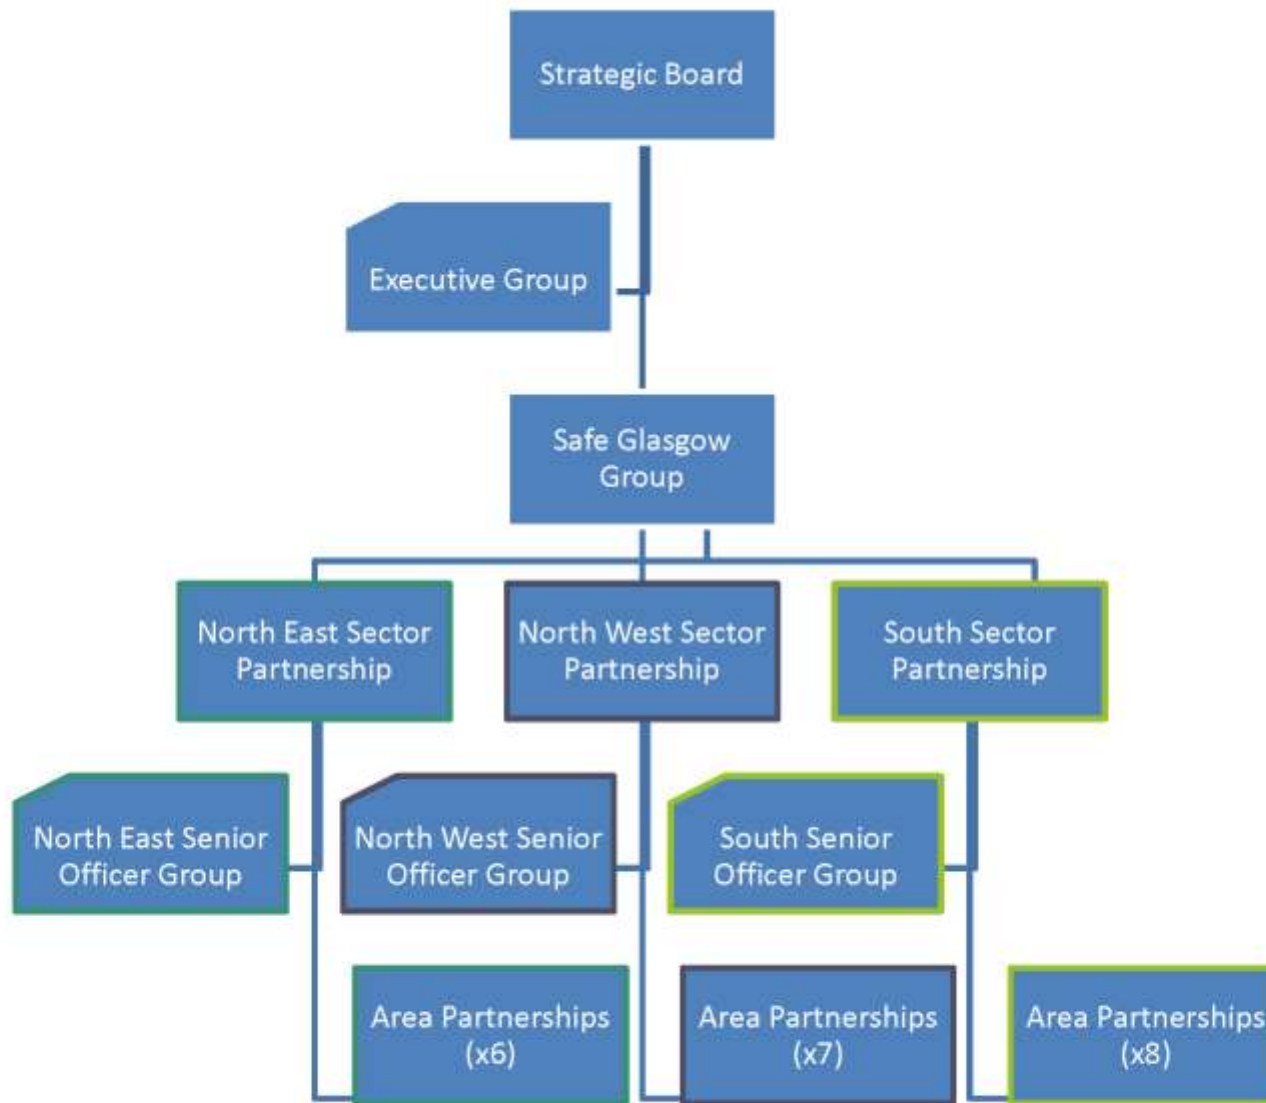 Strategic Board
Executive Group
Safe Glasgow
Group
North East Sector
Partnership
North West Sector
Partnership
South Sector
Partnership
North East Senior
Officer Group
North West Senior
Officer Group
South Senior
Officer Group
Area Partnerships
(x6)
Area Partnerships
(x7)
Area Partnerships
(x8)